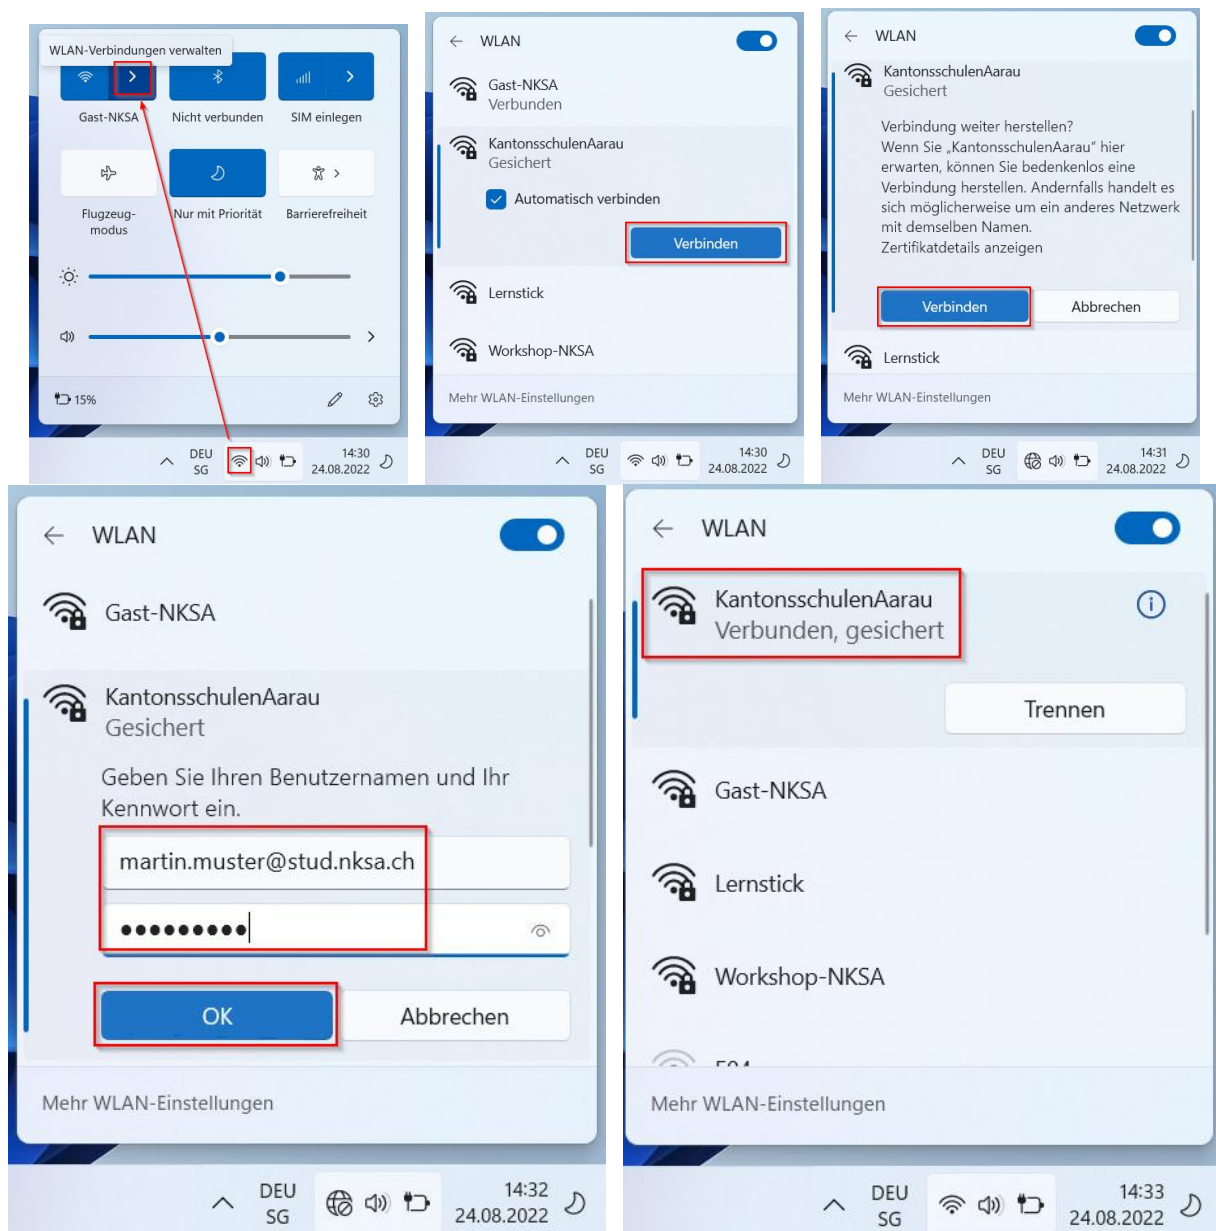 WLAN-Verbindungen verwalten
Gast-NKSA
Nicht verbunden
SIM einlegen
Flugzeug-
modus
Nur mit Priorität
Barrierefreiheit
15%
DEU
SG
14:30
24.08.2022
WLAN
Gast-NKSA
Verbunden
KantonsschulenAarau
Gesichert
Automatisch verbinden
Verbinden
Lernstick
Workshop-NKSA
Mehr WLAN-Einstellungen
DEU
SG
14:30
24.08.2022
WLAN
KantonsschulenAarau
Gesichert
Verbindung weiter herstellen?
Wenn Sie „KantonsschulenAarau" hier
erwarten, können Sie bedenkenlos eine
Verbindung herstellen. Andernfalls handelt es
sich möglicherweise um ein anderes Netzwerk
mit demselben Namen.
Zertifikatdetails anzeigen
Verbinden
Abbrechen
Lernstick
Mehr WLAN-Einstellungen
DEU
SG
14:31
24.08.2022
WLAN
Gast-NKSA
KantonsschulenAarau
Gesichert
Geben Sie Ihren Benutzernamen und Ihr
Kennwort ein.
martin.muster@stud.nksa.ch
OK
Abbrechen
Mehr WLAN-Einstellungen
DEU
SG
14:32
24.08.2022
WLAN
KantonsschulenAarau
Verbunden, gesichert
Trennen
Gast-NKSA
Lernstick
Workshop-NKSA
Mehr WLAN-Einstellungen
DEU
SG
14:33
24.08.2022